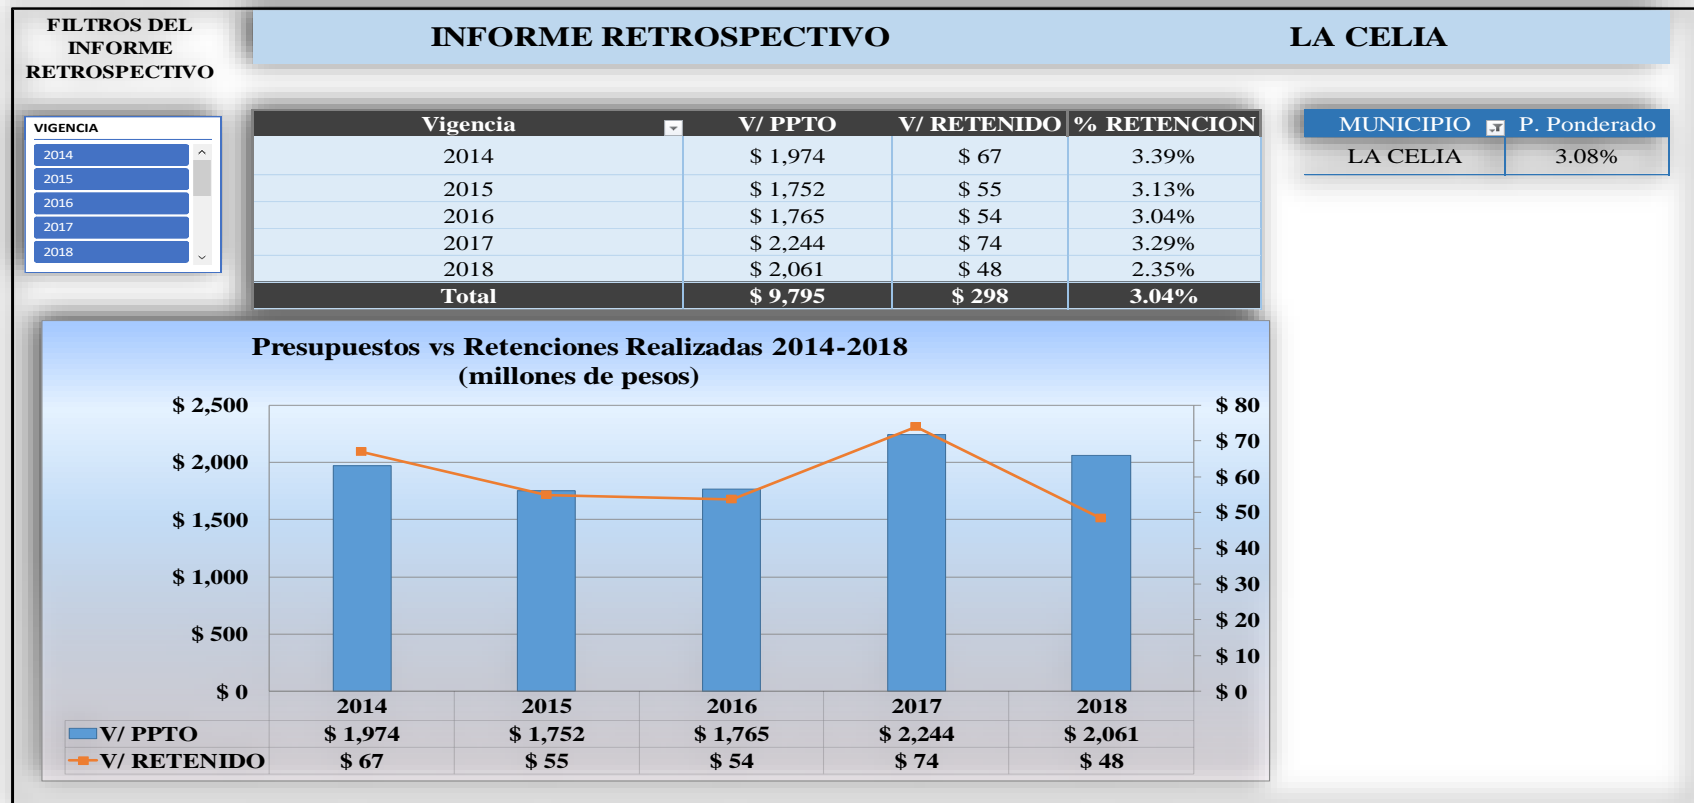 FILTROS DEL
INFORME
RETROSPECTIVO
INFORME RETROSPECTIVO LA CELIA
VIGENCIA
2014
2015
2016
2017
2018
Vigencia V/ PPTO V/ RETENIDO % RETENCION
2014 $ 1,974 $ 67 3.39%
2015 $ 1,752 $ 55 3.13%
2016 $ 1,765 $ 54 3.04%
2017 $ 2,244 $ 74 3.29%
2018 $ 2,061 $ 48 2.35%
Total $ 9,795 $ 298 3.04%
MUNICIPIO P. Ponderado
LA CELIA 3.08%
Presupuestos vs Retenciones Realizadas 2014-2018
(millones de pesos)
$ 2,500 $ 80
$ 70
$ 2,000
$ 60
$ 1,500 $ 50
$ 40
$ 1,000
$ 30
$ 500 $ 20
$ 10
$ 0 $ 0
2014 2015 2016 2017 2018
V/ PPTO $ 1,974 $ 1,752 $ 1,765 $ 2,244 $ 2,061
V/ RETENIDO $ 67 $ 55 $ 54 $ 74 $ 48